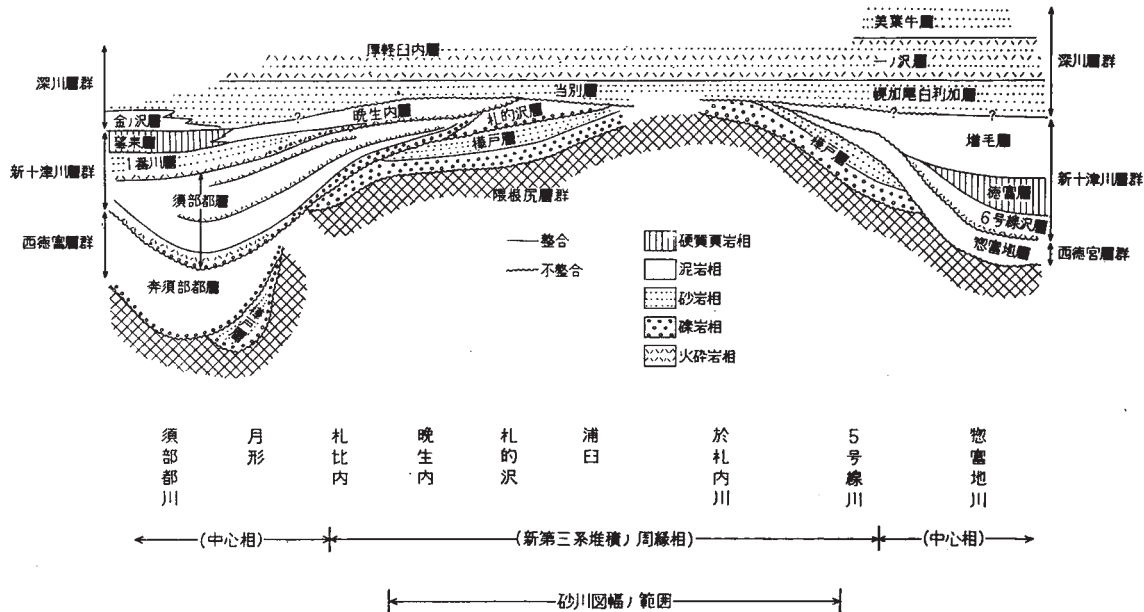 美葉牛層
厚軽臼内層
一ノ沢層
深川層群
深川層群
当別層
幌加尾白利加層
金ノ沢層
?
晩生内層
札的沢層
?
?
望来層
樺戸層
樺戸層
増毛層
1番川層
新十津川層群
新十津川層群
須部都層
隈根尻層群
徳富層
6号線沢層
西徳富層群
惣富地層
西徳富層群
奔須部都層
整合
不整合
硬質頁岩相
泥岩相
砂岩相
礫岩相
火砕岩相
須部都川
月形
札比内
晩生内
札的沢
浦臼
於札内川
5号線川
惣富地川
(中心相)
(新第三系堆積ノ周縁相)
(中心相)
砂川図幅ノ範囲